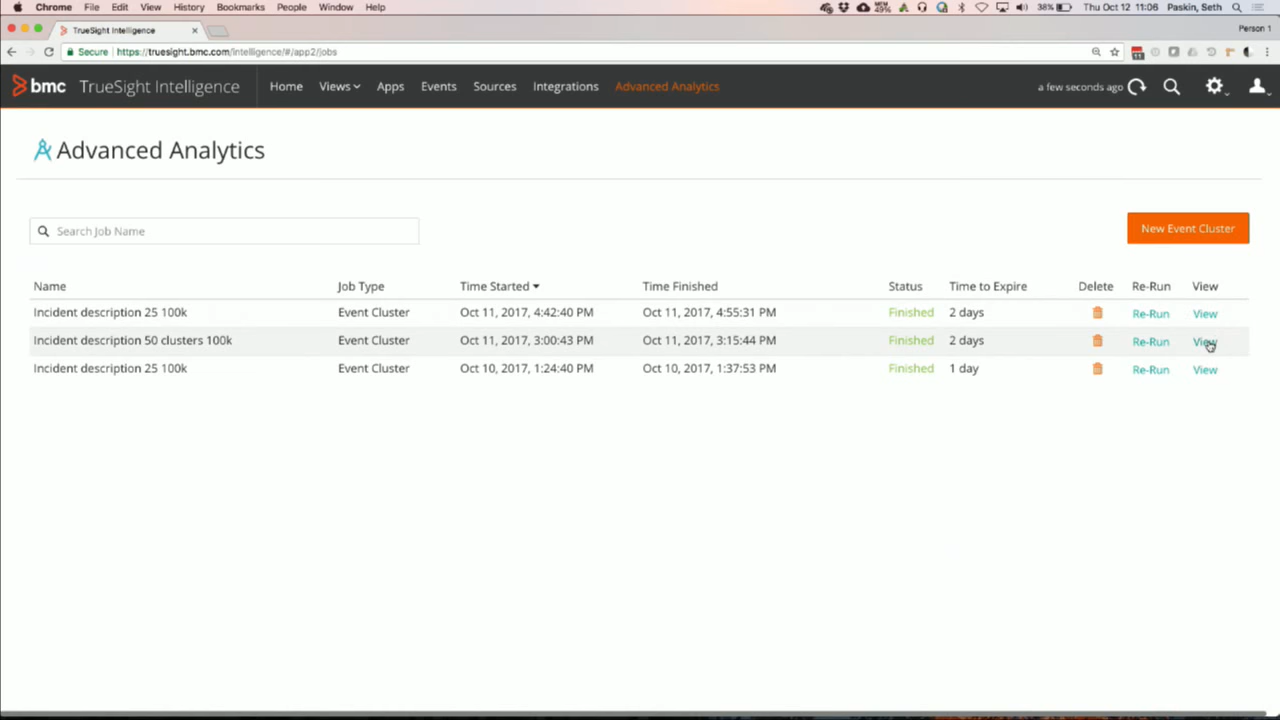 Chrome File Edit View History Bookmarks People Window Help 38% Thu Oct 12 11:06 Paskin, Seth
TrueSight Intelligence Person 1
Secure https://truesight.bmc.com/intelligence/#/app2/jobs
bmc TrueSight Intelligence Home Views Apps Events Sources Integrations Advanced Analytics a few seconds ago
Advanced Analytics
Search Job Name New Event Cluster
Name Job Type Time Started Time Finished Status Time to Expire Delete Re-Run View
Incident description 25 100k Event Cluster Oct 11, 2017, 4:42:40 PM Oct 11, 2017, 4:55:31 PM Finished 2 days Re-Run View
Incident description 50 clusters 100k Event Cluster Oct 11, 2017, 3:00:43 PM Oct 11, 2017, 3:15:44 PM Finished 2 days Re-Run View
Incident description 25 100k Event Cluster Oct 10, 2017, 1:24:40 PM Oct 10, 2017, 1:37:53 PM Finished 1 day Re-Run View